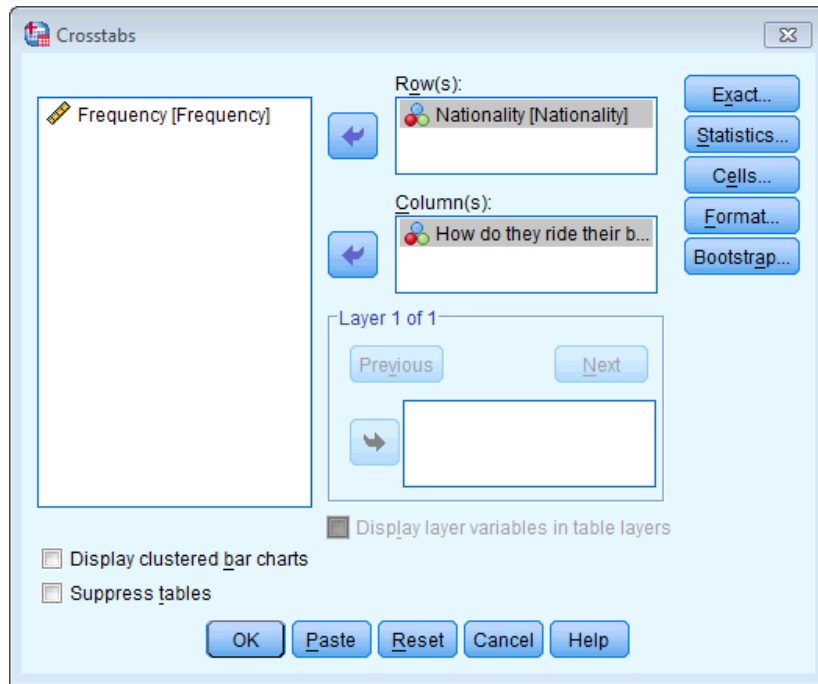 Crosstabs
Frequency [Frequency]
Row(s):
Nationality [Nationality]
Column(s):
How do they ride their b...
Layer 1 of 1
Previous
Next
Display layer variables in table layers
Exact...
Statistics...
Cells...
Format...
Bootstrap...
Display clustered bar charts
Suppress tables
OK
Paste
Reset
Cancel
Help